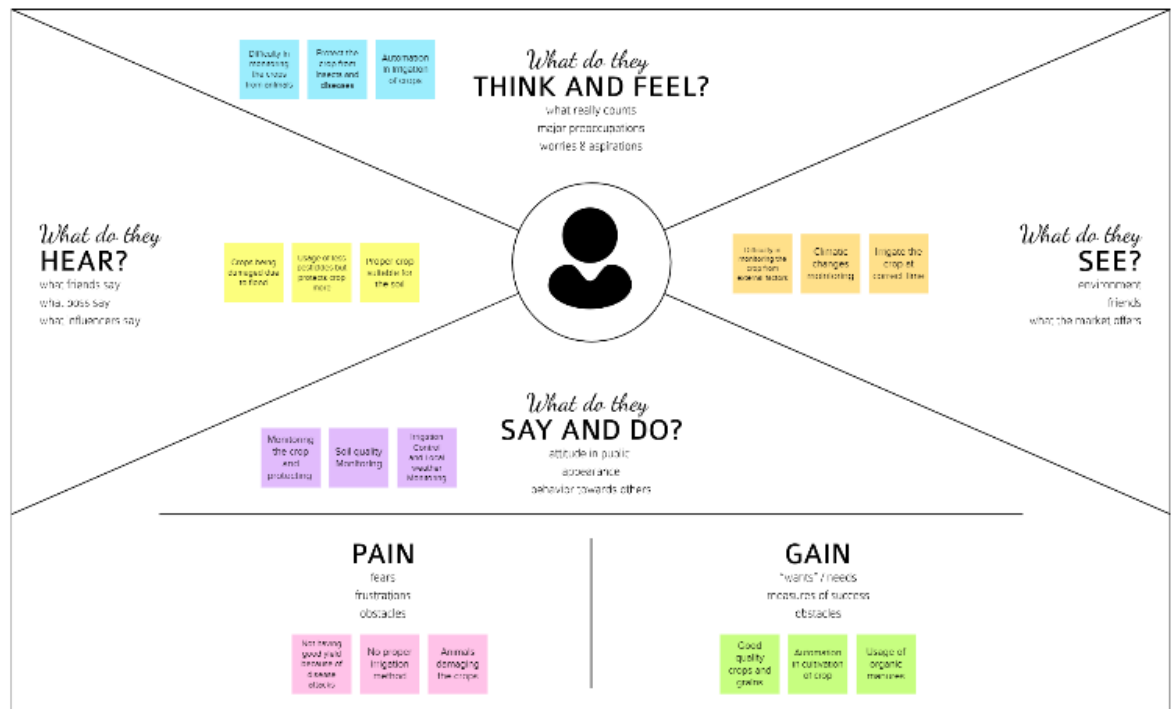 What do they
THINK AND FEEL?
what really counts
major preoccupations
worries & aspirations
Difficulty in
monitoring
the crops
from animals
Protect the
crop from
insects and
diseases
Automation
in irrigation
of crops
What do they
HEAR?
what friends say
what boss say
what influencers say
Crops being
damaged due
to flood
Usage of less
pesticides but
protects crop
more
Proper crop
suitable for
the soil
What do they
SEE?
environment
friends
what the market offers
Difficulty in
monitoring the
crop from
external factors
Climatic
changes
monitoring
Irrigate the
crop at
correct time
What do they
SAY AND DO?
attitude in public
appearance
behavior towards others
Monitoring
the crop
and
protecting
Soil quality
Monitoring
Irrigation
Control
and Local
weather
Monitoring
PAIN
fears
frustrations
obstacles
Not having
good yield
because of
disease
attacks
No proper
irrigation
method
Animals
damaging
the crops
GAIN
"wants" / needs
measures of success
obstacles
Good
quality
crops and
grains
Automation
in cultivation
of crop
Usage of
organic
manures